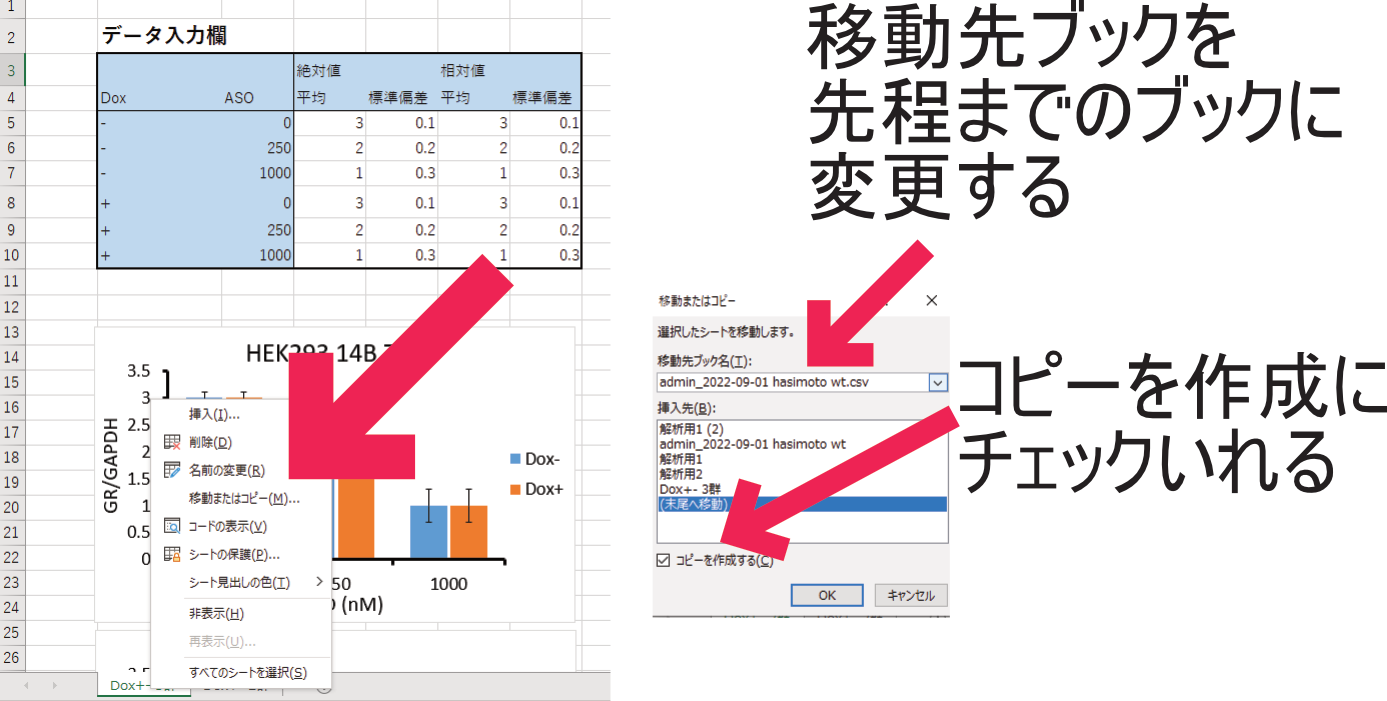 1
2 データ入力欄
3 絶対値 相対値
4 Dox ASO 平均 標準偏差 平均 標準偏差
5 - 0 3 0.1 3 0.1
6 - 250 2 0.2 2 0.2
7 - 1000 1 0.3 1 0.3
8 + 0 3 0.1 3 0.1
9 + 250 2 0.2 2 0.2
10 + 1000 1 0.3 1 0.3
11
12
13
14
15
16
17
18
19
20
21
22
23
24
25
26
HEK293 14B
3.5
3
2.5
2
1.5
1
0.5
0
GR/GAPDH
Dox-
Dox+
50 1000
(nM)
挿入(I)...
削除(D)
名前の変更(R)
移動またはコピー(M)...
コードの表示(V)
シートの保護(P)...
シート見出しの色(T) >
非表示(H)
再表示(U)...
すべてのシートを選択(S)
Dox+-
移動先ブックを
先程までのブックに
変更する
移動またはコピー
選択したシートを移動します。
移動先ブック名(T):
admin_2022-09-01 hasimoto wt.csv
挿入先(B):
解析用1 (2)
admin_2022-09-01 hasimoto wt
解析用1
解析用2
Dox+- 3群
(末尾へ移動)
コピーを作成する(C)
OK キャンセル
コピーを作成に
チェックいれる